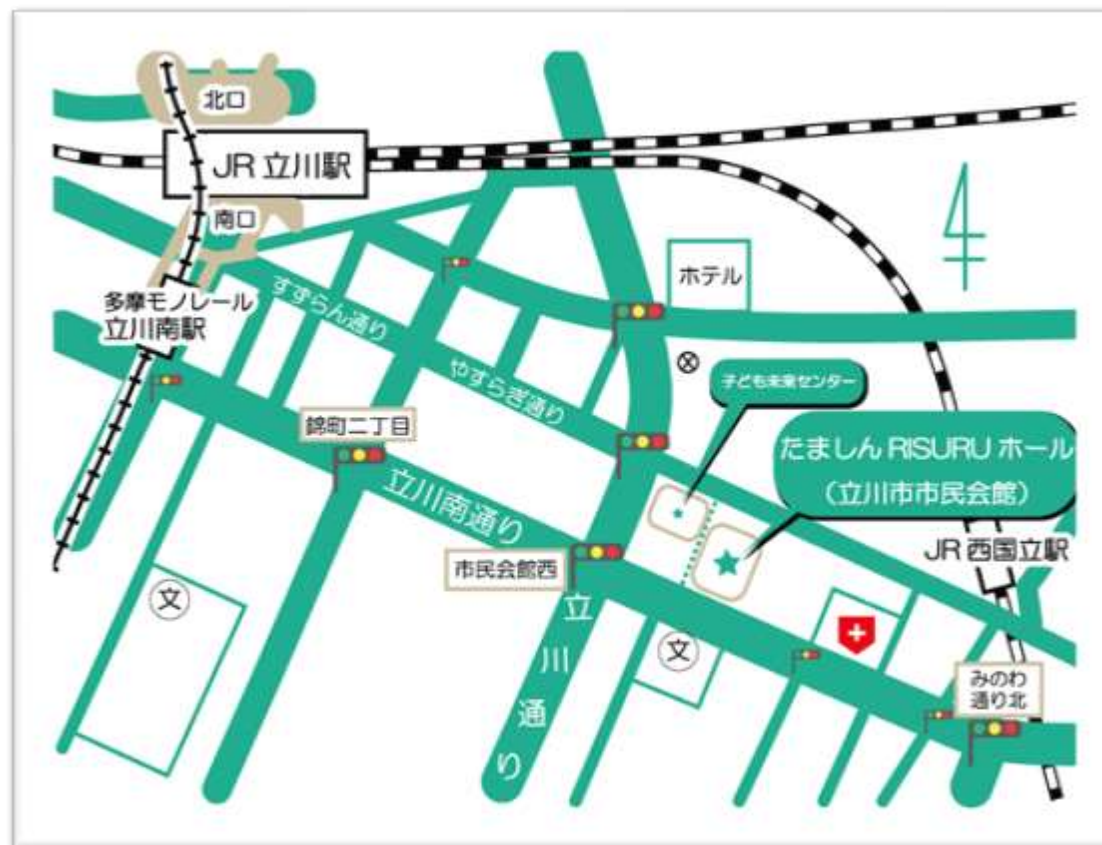 北口
JR 立川駅
南口
多摩モノレール
立川南駅
すずらん通り
やすらぎ通り
ホテル
子ども未来センター
たましん RISURU ホール
（立川市市民会館）
錦町二丁目
立川南通り
市民会館西
JR 西国立駅
立川通り
文
文
みのわ
通り北